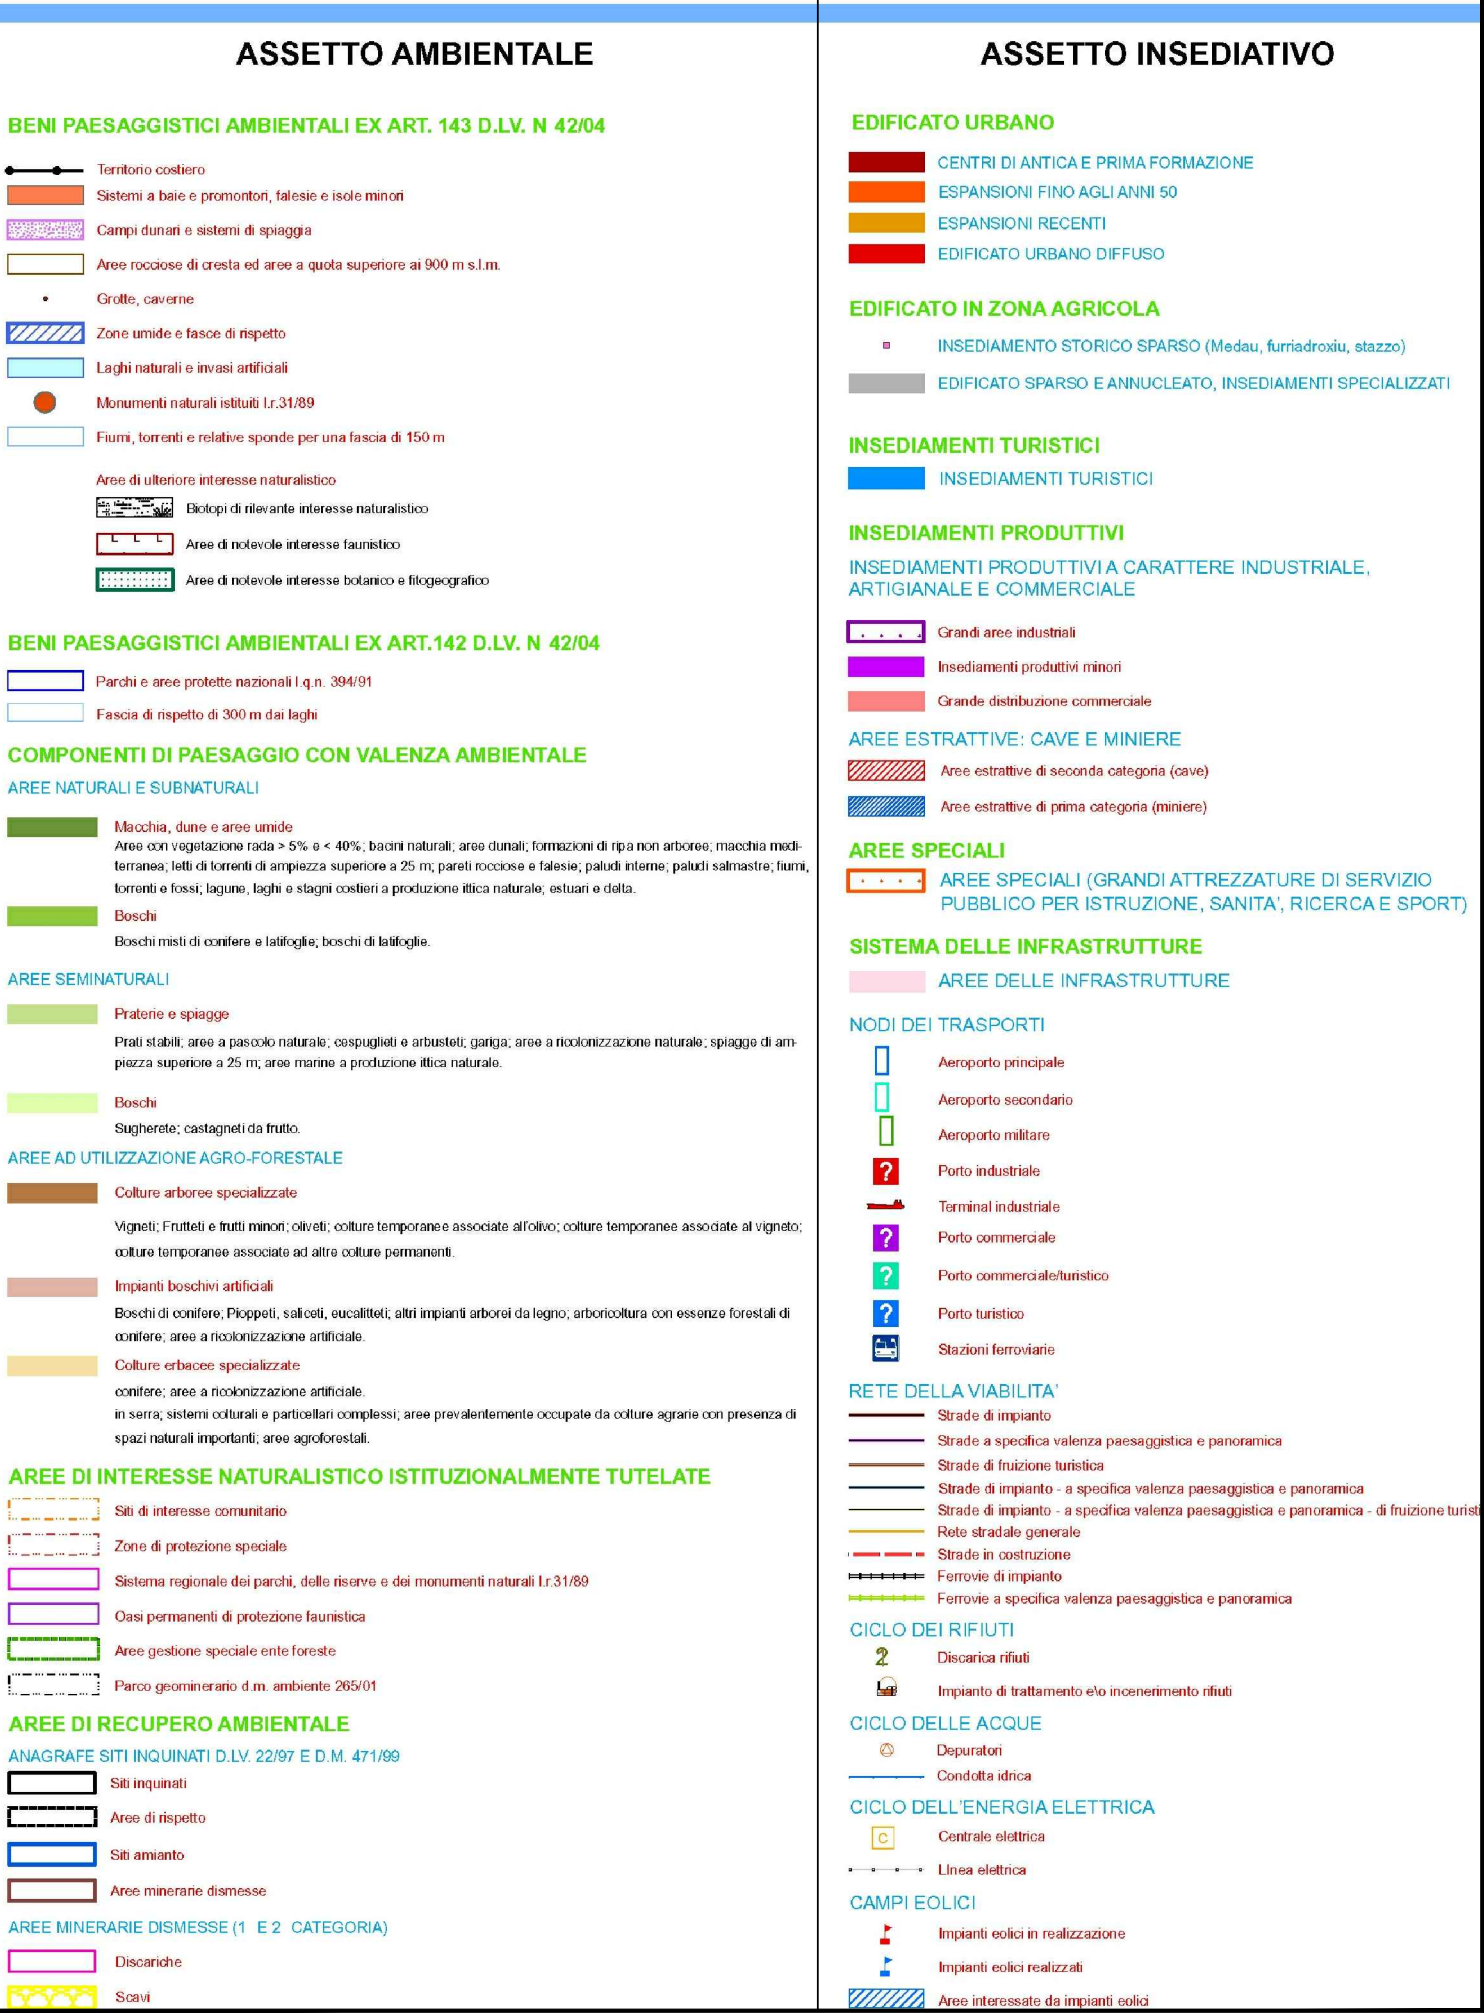 ASSETTO AMBIENTALE
BENI PAESAGGISTICI AMBIENTALI EX ART. 143 D.LV. N 42/04
Territorio costiero
Sistemi a baie e promontori, falesie e isole minori
Campi dunari e sistemi di spiaggia
Aree rocciose di cresta ed aree a quota superiore ai 900 m s.l.m.
Grotte, caverne
Zone umide e fasce di rispetto
Laghi naturali e invasi artificiali
Monumenti naturali istituiti l.r.31/89
Fiumi, torrenti e relative sponde per una fascia di 150 m
Aree di ulteriore interesse naturalistico
Biotopi di rilevante interesse naturalistico
Aree di notevole interesse faunistico
Aree di notevole interesse botanico e fitogeografico
BENI PAESAGGISTICI AMBIENTALI EX ART.142 D.LV. N 42/04
Parchi e aree protette nazionali l.q.n. 394/91
Fascia di rispetto di 300 m dai laghi
COMPONENTI DI PAESAGGIO CON VALENZA AMBIENTALE
AREE NATURALI E SUBNATURALI
Macchia, dune e aree umide
Aree con vegetazione rada > 5% e < 40%; bacini naturali; aree dunali; formazioni di ripa non arboree; macchia medi-
terranea; letti di torrenti di ampiezza superiore a 25 m; pareti rocciose e falesie; paludi interne; paludi salmastre; fiumi,
torrenti e fossi; lagune, laghi e stagni costieri a produzione ittica naturale; estuari e delta.
Boschi
Boschi misti di conifere e latifoglie; boschi di latifoglie.
AREE SEMINATURALI
Praterie e spiagge
Prati stabili; aree a pascolo naturale; cespuglieti e arbusteti; gariga; aree a ricolonizzazione naturale; spiagge di am-
piezza superiore a 25 m; aree marine a produzione ittica naturale.
Boschi
Sugherete; castagneti da frutto.
AREE AD UTILIZZAZIONE AGRO-FORESTALE
Colture arboree specializzate
Vigneti; Frutteti e frutti minori; oliveti; colture temporanee associate all'olivo; colture temporanee associate al vigneto;
colture temporanee associate ad altre colture permanenti.
Impianti boschivi artificiali
Boschi di conifere; Pioppeti, saliceti, eucalitteti; altri impianti arborei da legno; arboricoltura con essenze forestali di
conifere; aree a ricolonizzazione artificiale.
Colture erbacee specializzate
conifere; aree a ricolonizzazione artificiale.
in serra; sistemi colturali e particellari complessi; aree prevalentemente occupate da colture agrarie con presenza di
spazi naturali importanti; aree agroforestali.
AREE DI INTERESSE NATURALISTICO ISTITUZIONALMENTE TUTELATE
Siti di interesse comunitario
Zone di protezione speciale
Sistema regionale dei parchi, delle riserve e dei monumenti naturali l.r.31/89
Oasi permanenti di protezione faunistica
Aree gestione speciale ente foreste
Parco geominerario d.m. ambiente 265/01
AREE DI RECUPERO AMBIENTALE
ANAGRAFE SITI INQUINATI D.LV. 22/97 E D.M. 471/99
Siti inquinati
Aree di rispetto
Siti amianto
Aree minerarie dismesse
AREE MINERARIE DISMESSE (1 E 2 CATEGORIA)
Discariche
Scavi
ASSETTO INSEDIATIVO
EDIFICATO URBANO
CENTRI DI ANTICA E PRIMA FORMAZIONE
ESPANSIONI FINO AGLI ANNI 50
ESPANSIONI RECENTI
EDIFICATO URBANO DIFFUSO
EDIFICATO IN ZONA AGRICOLA
INSEDIAMENTO STORICO SPARSO (Medau, furriadroxiu, stazzo)
EDIFICATO SPARSO E ANNUCLEATO, INSEDIAMENTI SPECIALIZZATI
INSEDIAMENTI TURISTICI
INSEDIAMENTI TURISTICI
INSEDIAMENTI PRODUTTIVI
INSEDIAMENTI PRODUTTIVI A CARATTERE INDUSTRIALE,
ARTIGIANALE E COMMERCIALE
Grandi aree industriali
Insediamenti produttivi minori
Grande distribuzione commerciale
AREE ESTRATTIVE: CAVE E MINIERE
Aree estrattive di seconda categoria (cave)
Aree estrattive di prima categoria (miniere)
AREE SPECIALI
AREE SPECIALI (GRANDI ATTREZZATURE DI SERVIZIO
PUBBLICO PER ISTRUZIONE, SANITA', RICERCA E SPORT)
SISTEMA DELLE INFRASTRUTTURE
AREE DELLE INFRASTRUTTURE
NODI DEI TRASPORTI
Aeroporto principale
Aeroporto secondario
Aeroporto militare
? Porto industriale
Terminal industriale
? Porto commerciale
? Porto commerciale/turistico
? Porto turistico
Stazioni ferroviarie
RETE DELLA VIABILITA'
Strade di impianto
Strade a specifica valenza paesaggistica e panoramica
Strade di fruizione turistica
Strade di impianto - a specifica valenza paesaggistica e panoramica
Strade di impianto - a specifica valenza paesaggistica e panoramica - di fruizione turisti
Rete stradale generale
Strade in costruzione
Ferrovie di impianto
Ferrovie a specifica valenza paesaggistica e panoramica
CICLO DEI RIFIUTI
2 Discarica rifiuti
Impianto di trattamento e\o incenerimento rifiuti
CICLO DELLE ACQUE
Depuratori
Condotta idrica
CICLO DELL'ENERGIA ELETTRICA
C Centrale elettrica
LInea elettrica
CAMPI EOLICI
Impianti eolici in realizzazione
Impianti eolici realizzati
Aree interessate da impianti eolici